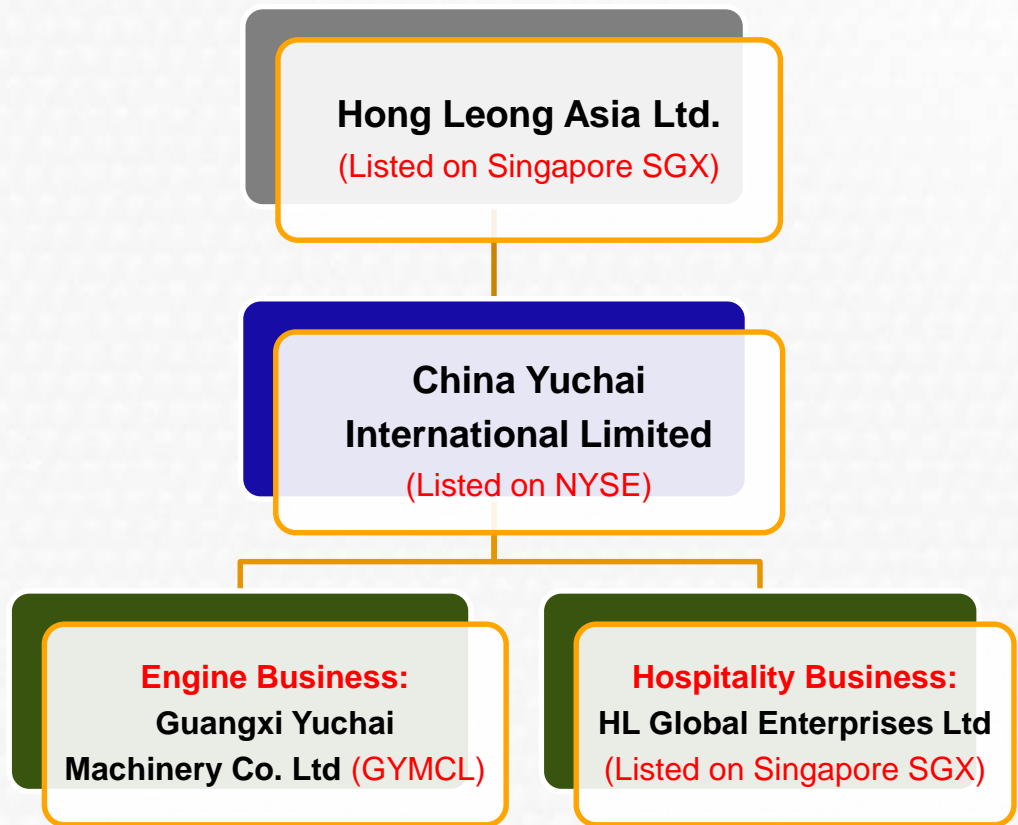 Hong Leong Asia Ltd.
(Listed on Singapore SGX)
China Yuchai
International Limited
(Listed on NYSE)
Engine Business:
Guangxi Yuchai
Machinery Co. Ltd (GYMCL)
Hospitality Business:
HL Global Enterprises Ltd
(Listed on Singapore SGX)